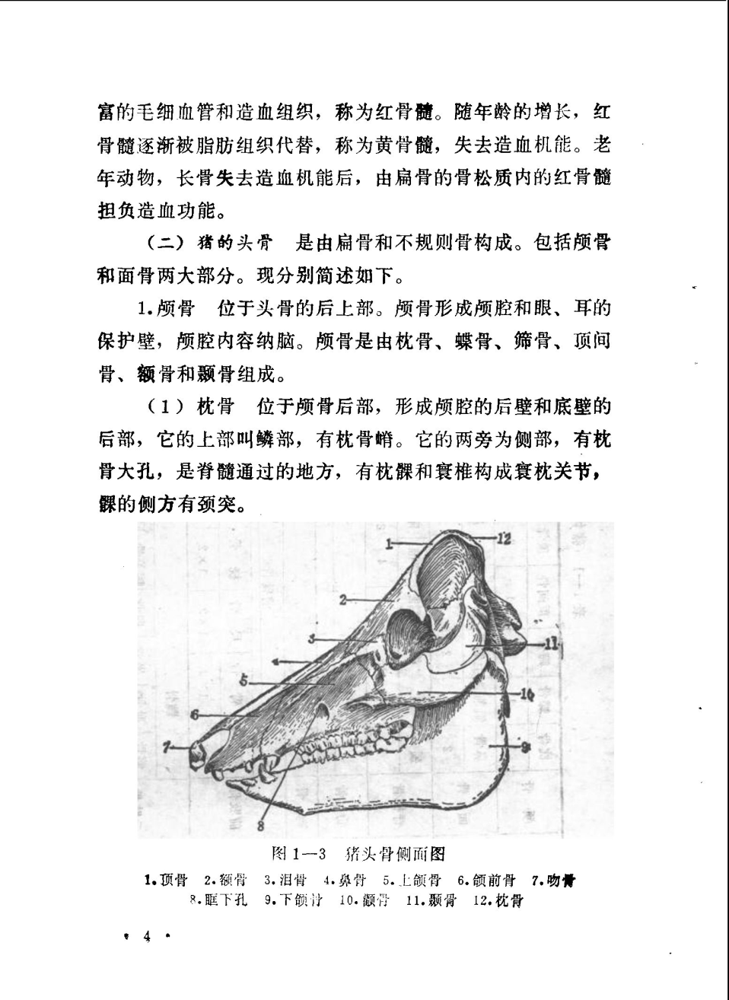 富的毛细血管和造血组织，称为红骨髓。随年龄的增长，红
骨髓逐渐被脂肪组织代替，称为黄骨髓，失去造血机能。老
年动物，长骨失去造血机能后，由扁骨的骨松质内的红骨髓
担负造血功能。
（二）猪的头骨　是由扁骨和不规则骨构成。包括颅骨
和面骨两大部分。现分别简述如下。
1.颅骨　位于头骨的后上部。颅骨形成颅腔和眼、耳的
保护壁，颅腔内容纳脑。颅骨是由枕骨、蝶骨、筛骨、顶间
骨、额骨和颞骨组成。
（1）枕骨　位于颅骨后部，形成颅腔的后壁和底壁的
后部，它的上部叫鳞部，有枕骨嵴。它的两旁为侧部，有枕
骨大孔，是脊髓通过的地方，有枕髁和寰椎构成寰枕关节，
髁的侧方有颈突。
1
12
2
3
11
4
5
10
6
7
9
8
图1—3　猪头骨侧面图
1.顶骨　2.额骨　3.泪骨　4.鼻骨　5.上颌骨　6.颌前骨　7.吻骨
8.眶下孔　9.下颌骨　10.颧骨　11.颞骨　12.枕骨
• 4 •